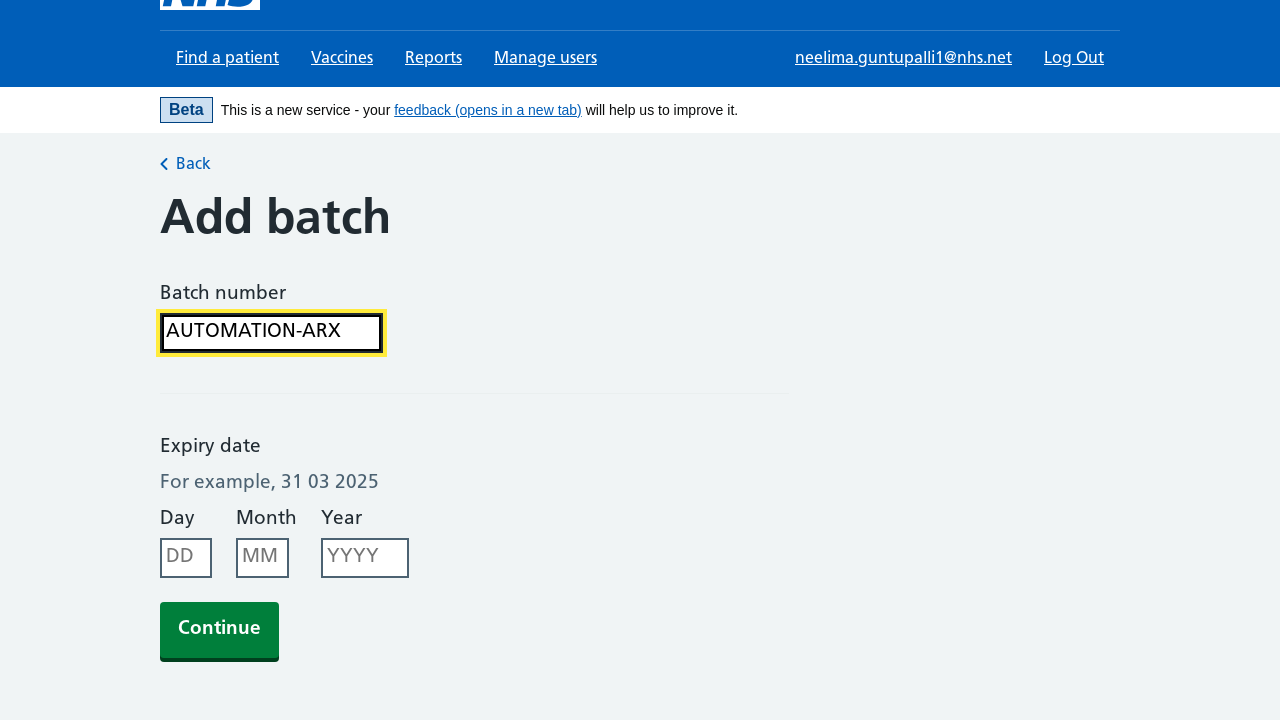 NHS
Find a patient Vaccines Reports Manage users neelima.guntupalli1@nhs.net Log Out
Beta This is a new service - your feedback (opens in a new tab) will help us to improve it.
Back
Add batch
Batch number
AUTOMATION-ARX
Expiry date
For example, 31 03 2025
Day Month Year
DD MM YYYY
Continue